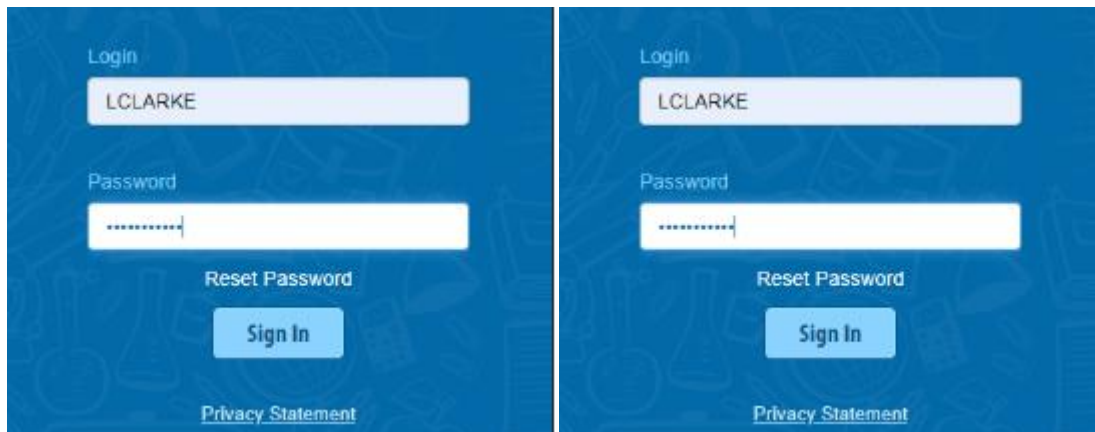 Login
LCLARKE
Password
•••••••••••
Reset Password
Sign In
Privacy Statement
Login
LCLARKE
Password
•••••••••••
Reset Password
Sign In
Privacy Statement